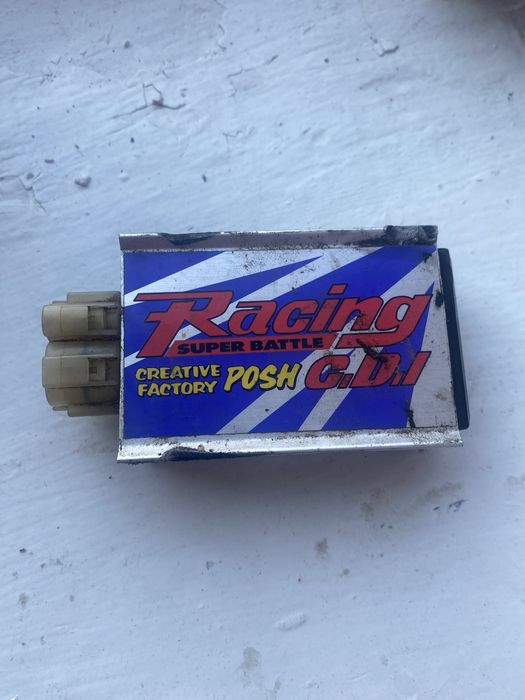 Racing
SUPER BATTLE
CREATIVE
FACTORY POSH C.D.I